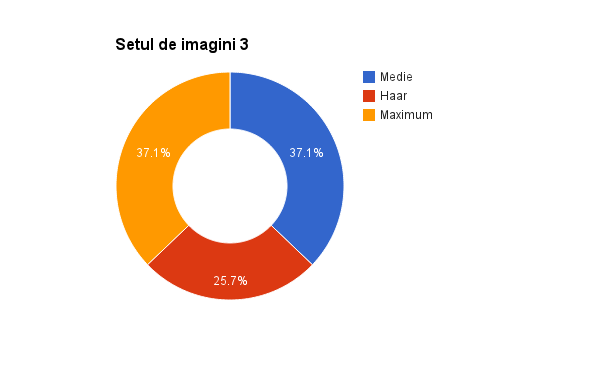 Setul de imagini 3
Medie
Haar
Maximum
37.1%
37.1%
25.7%